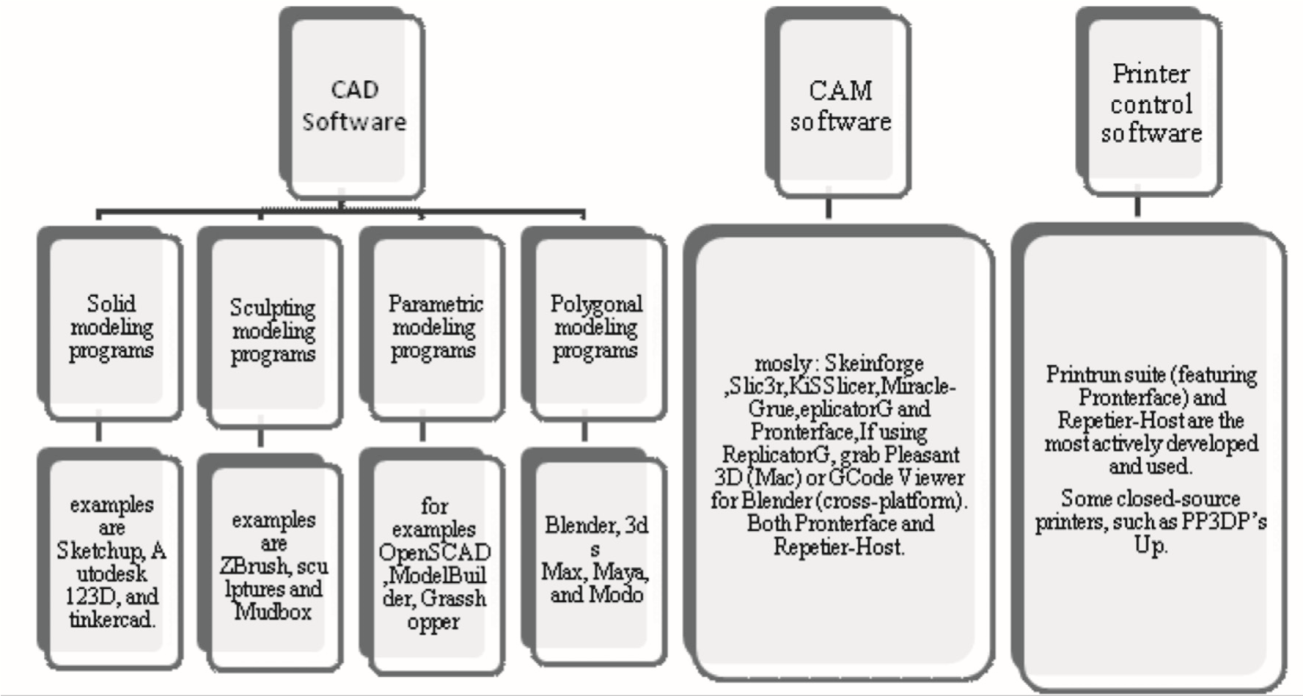 CAD
Software
CAM
software
Printer
control
software
Solid
modeling
programs
Sculpting
modeling
programs
Parametric
modeling
programs
Polygonal
modeling
programs
examples
are
Sketchup, A
utodesk
123D, and
tinkercad.
examples
are
ZBrush, scu
lptures and
Mudbox
for
examples
OpenSCAD
,ModelBuil
der, Grassh
opper
Blender, 3d
s
Max, Maya,
and Modo
mosly: Skeinforge
,Slic3r,KiSSlicer,Miracle-
Grue,eplicatorG and
Pronterface,If using
ReplicatorG, grab Pleasant
3D (Mac) or GCode Viewer
for Blender (cross-platform).
Both Pronterface and
Repetier-Host.
Printrun suite (featuring
Pronterface) and
Repetier-Host are the
most actively developed
and used.
Some closed-source
printers, such as PP3DP's
Up.